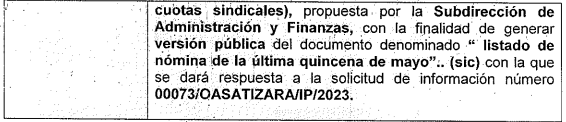 cuotas sindicales), propuesta por la Subdirección de
Administración y Finanzas, con la finalidad de generar
versión pública del documento denominado “ listado de
nómina de la última quincena de mayo”.. (sic) con la que
se dará respuesta a la solicitud de información número
00073/OASATIZARA/IP/2023.